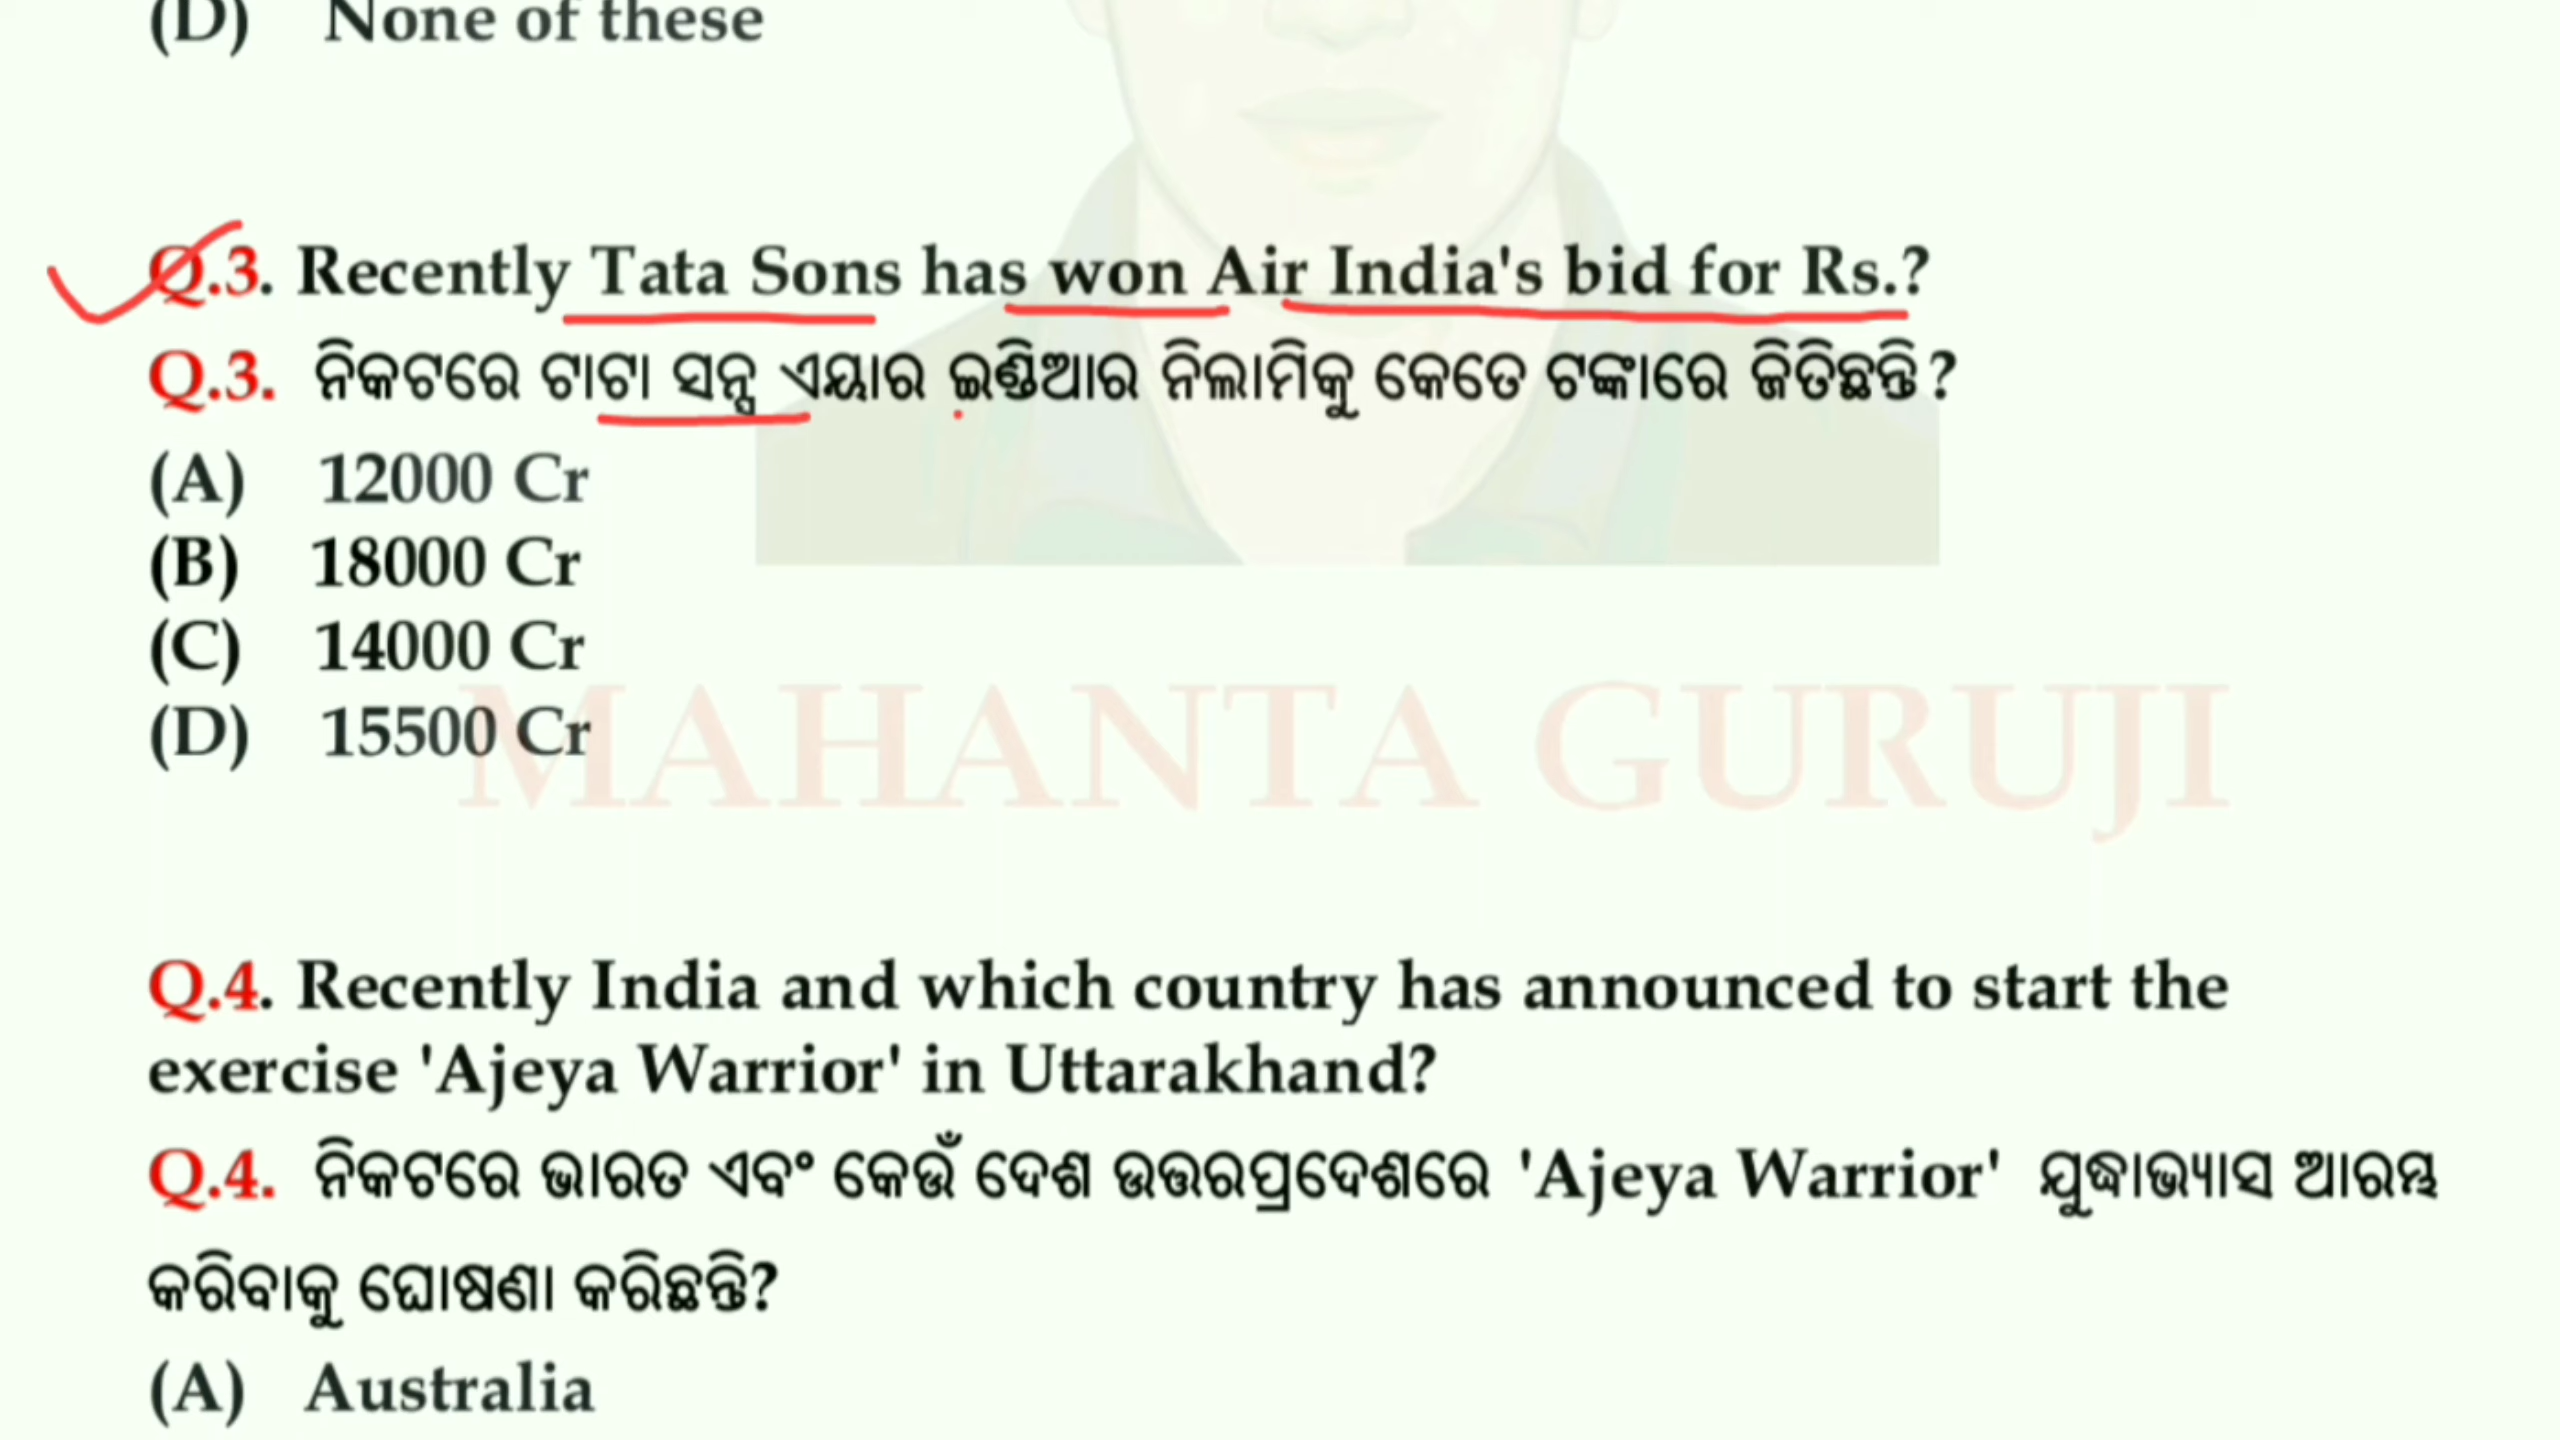 (D) None of these
Q.3. Recently Tata Sons has won Air India's bid for Rs.?
Q.3. ନିକଟରେ ଟାଟା ସନ୍ସ ଏୟାର ଇଣ୍ଡିଆର ନିଲାମିକୁ କେତେ ଟଙ୍କାରେ ଜିତିଛନ୍ତି?
(A) 12000 Cr
(B) 18000 Cr
(C) 14000 Cr
(D) 15500 Cr
MAHANTA GURUJI
Q.4. Recently India and which country has announced to start the
exercise 'Ajeya Warrior' in Uttarakhand?
Q.4. ନିକଟରେ ଭାରତ ଏବଂ କେଉଁ ଦେଶ ଉତ୍ତରପ୍ରଦେଶରେ 'Ajeya Warrior' ଯୁଦ୍ଧାଭ୍ୟାସ ଆରମ୍ଭ
କରିବାକୁ ଘୋଷଣା କରିଛନ୍ତି?
(A) Australia